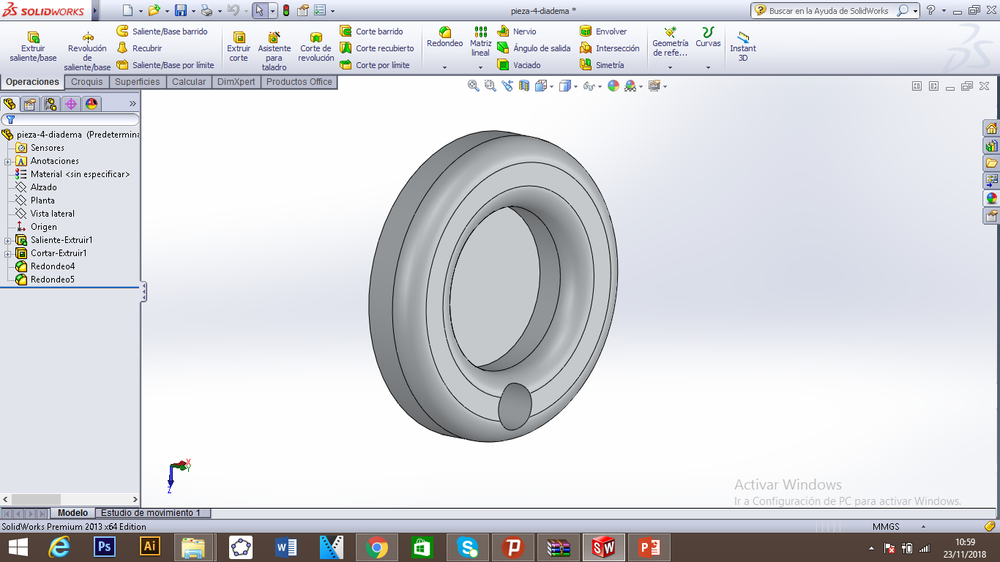 SOLIDWORKS
pieza-4-diadema *
Buscar en la Ayuda de SolidWorks
Extruir saliente/base
Revolución de saliente/base
Saliente/Base barrido
Recubrir
Saliente/Base por límite
Extruir corte
Asistente para taladro
Corte de revolución
Corte barrido
Corte recubierto
Corte por límite
Redondeo
Matriz lineal
Nervio
Ángulo de salida
Vaciado
Envolver
Intersección
Simetría
Geometría de refe...
Curvas
Instant 3D
Operaciones
Croquis
Superficies
Calcular
DimXpert
Productos Office
pieza-4-diadema (Predetermina
Sensores
Anotaciones
Material <sin especificar>
Alzado
Planta
Vista lateral
Origen
Saliente-Extruir1
Cortar-Extruir1
Redondeo4
Redondeo5
X
Y
Z
Activar Windows
Ir a Configuración de PC para activar Windows.
Modelo
Estudio de movimiento 1
SolidWorks Premium 2013 x64 Edition
MMGS
Ps
Ai
SW
10:59
23/11/2018